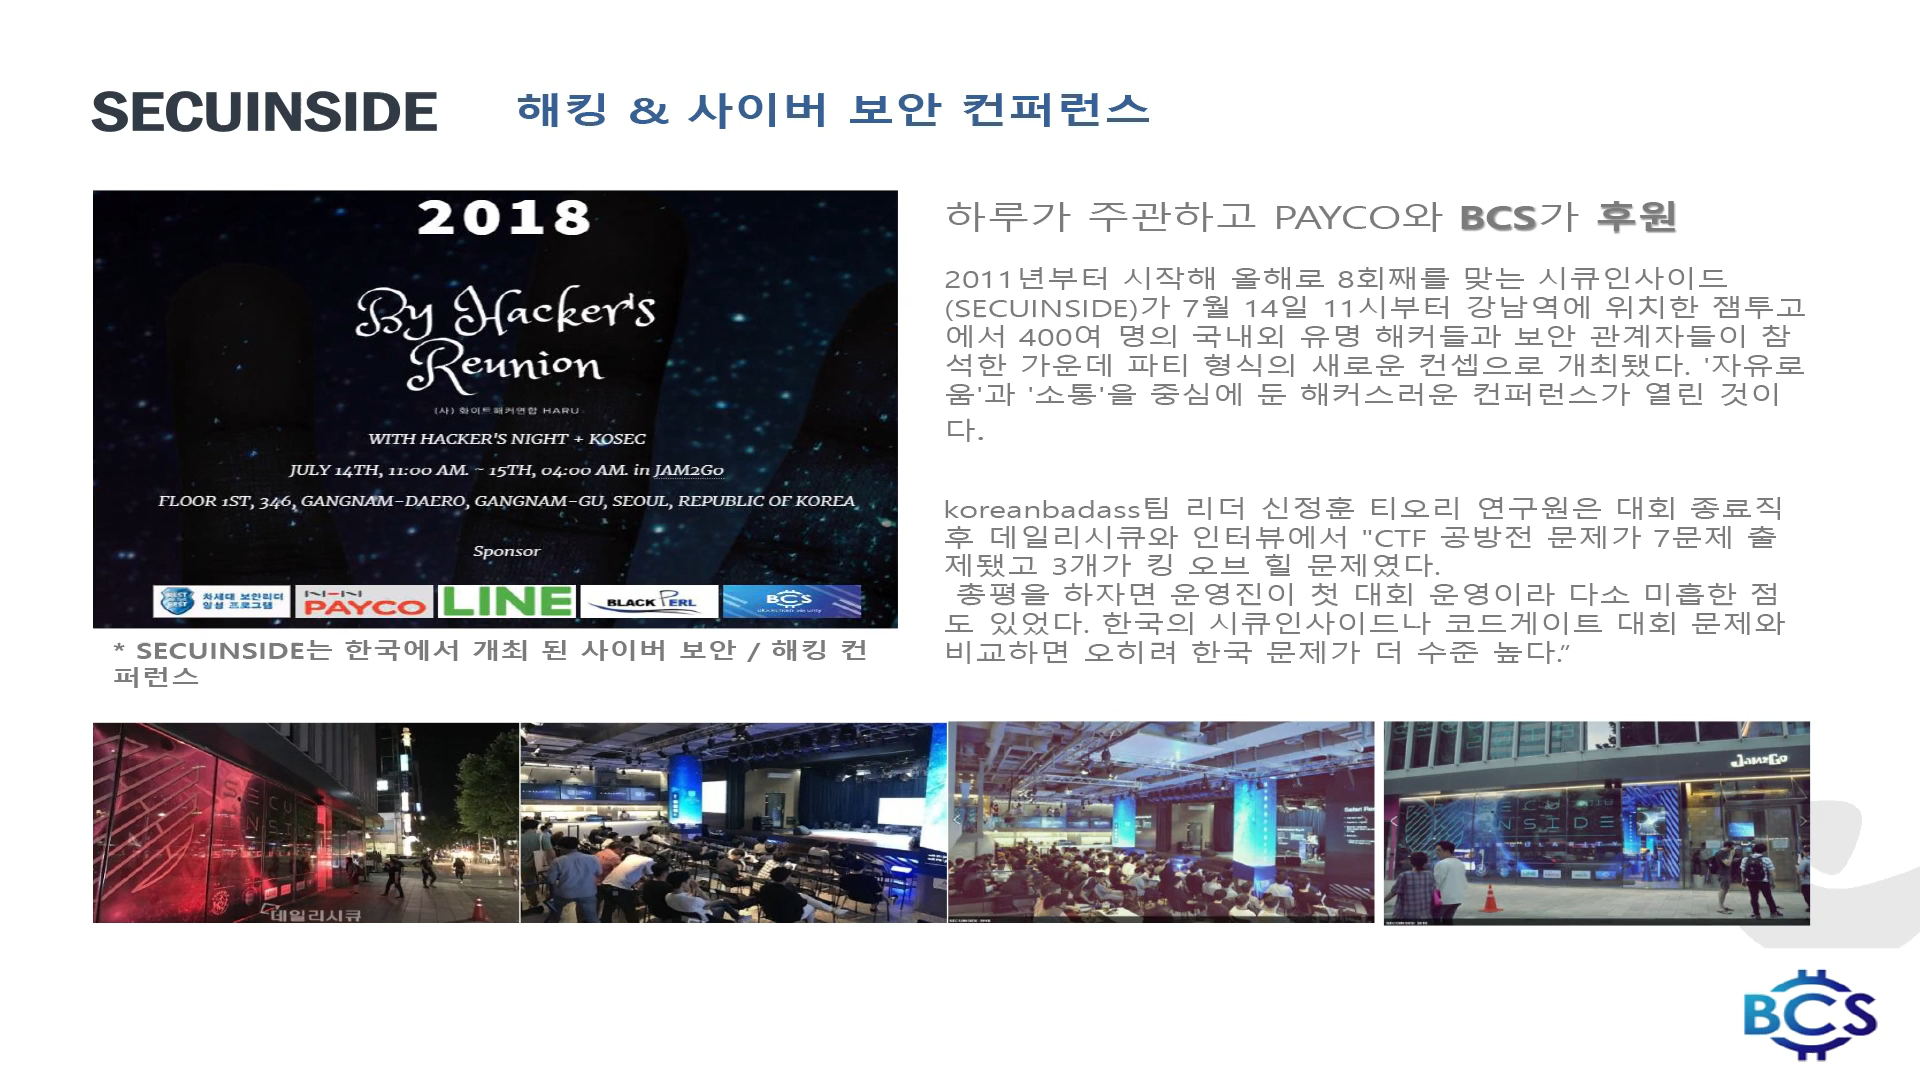 SECUINSIDE 해킹 & 사이버 보안 컨퍼런스
2018
By Hacker's
Reunion
(사) 화이트해커연합 HARU
WITH HACKER'S NIGHT + KOSEC
JULY 14TH, 11:00 AM. ~ 15TH, 04:00 AM. in JAM2Go
FLOOR 1ST, 346, GANGNAM-DAERO, GANGNAM-GU, SEOUL, REPUBLIC OF KOREA
Sponsor
BEST OF THE BEST 차세대 보안리더
양성 프로그램
NHN
PAYCO
LINE
BLACK PERL
BCS
* SECUINSIDE는 한국에서 개최 된 사이버 보안 / 해킹 컨
퍼런스
하루가 주관하고 PAYCO와 BCS가 후원
2011년부터 시작해 올해로 8회째를 맞는 시큐인사이드
(SECUINSIDE)가 7월 14일 11시부터 강남역에 위치한 잼투고
에서 400여 명의 국내외 유명 해커들과 보안 관계자들이 참
석한 가운데 파티 형식의 새로운 컨셉으로 개최됐다. '자유로
움'과 '소통'을 중심에 둔 해커스러운 컨퍼런스가 열린 것이
다.
koreanbadass팀 리더 신정훈 티오리 연구원은 대회 종료직
후 데일리시큐와 인터뷰에서 "CTF 공방전 문제가 7문제 출
제됐고 3개가 킹 오브 힐 문제였다.
총평을 하자면 운영진이 첫 대회 운영이라 다소 미흡한 점
도 있었다. 한국의 시큐인사이드나 코드게이트 대회 문제와
비교하면 오히려 한국 문제가 더 수준 높다.”
SECU
INSIDE
데일리시큐
Jam2Go
SECU
INSIDE
BCS